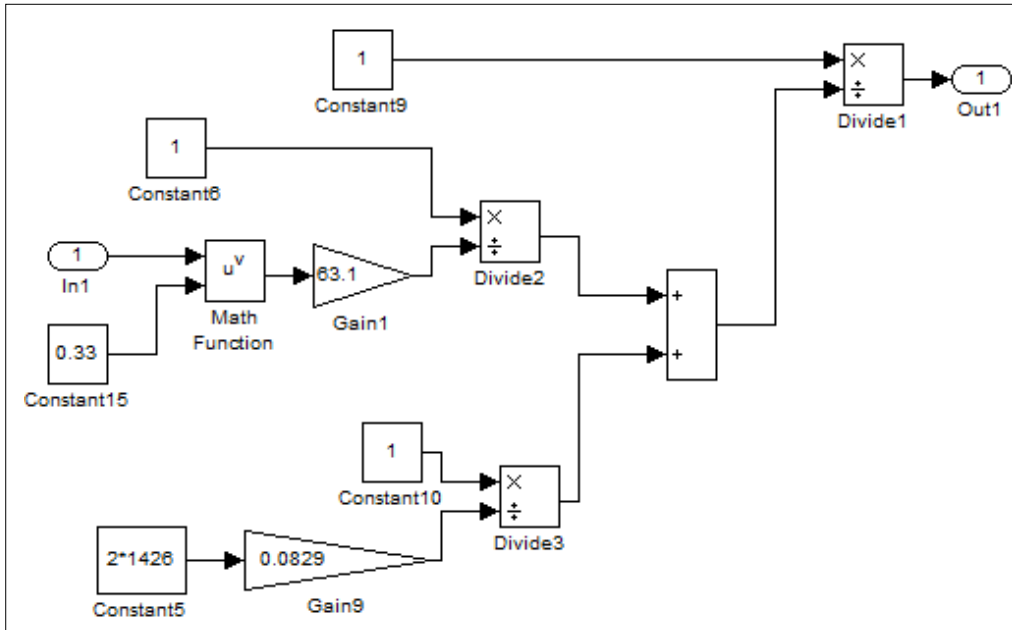 1
Constant9
×
÷
Divide1
1
Out1
1
Constant6
×
÷
Divide2
1
In1
u^v
Math
Function
63.1
Gain1
0.33
Constant15
+
+
1
Constant10
×
÷
Divide3
2*1426
Constant5
0.0829
Gain9